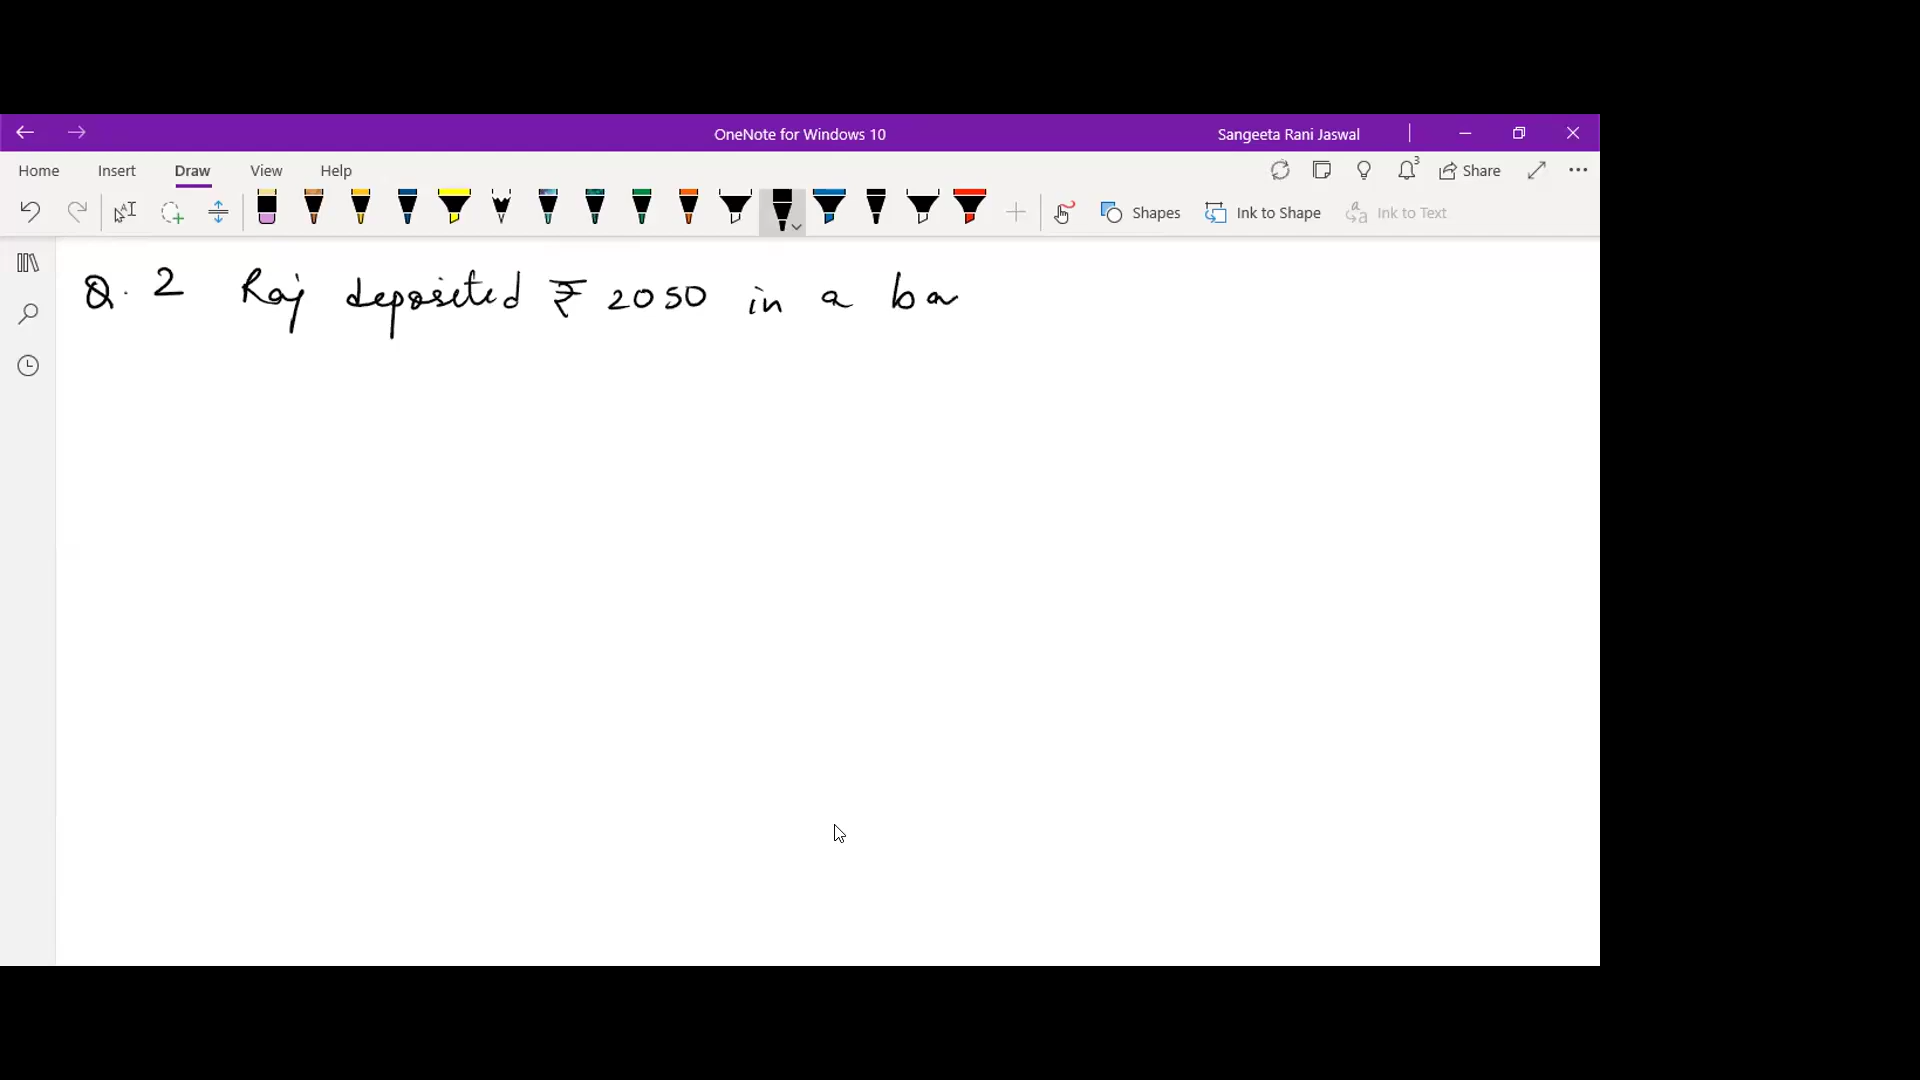 OneNote for Windows 10
Sangeeta Rani Jaswal
Home Insert Draw View Help
3
Share
Shapes
Ink to Shape
Ink to Text
Q. 2 Raj deposited ₹ 2050 in a ba